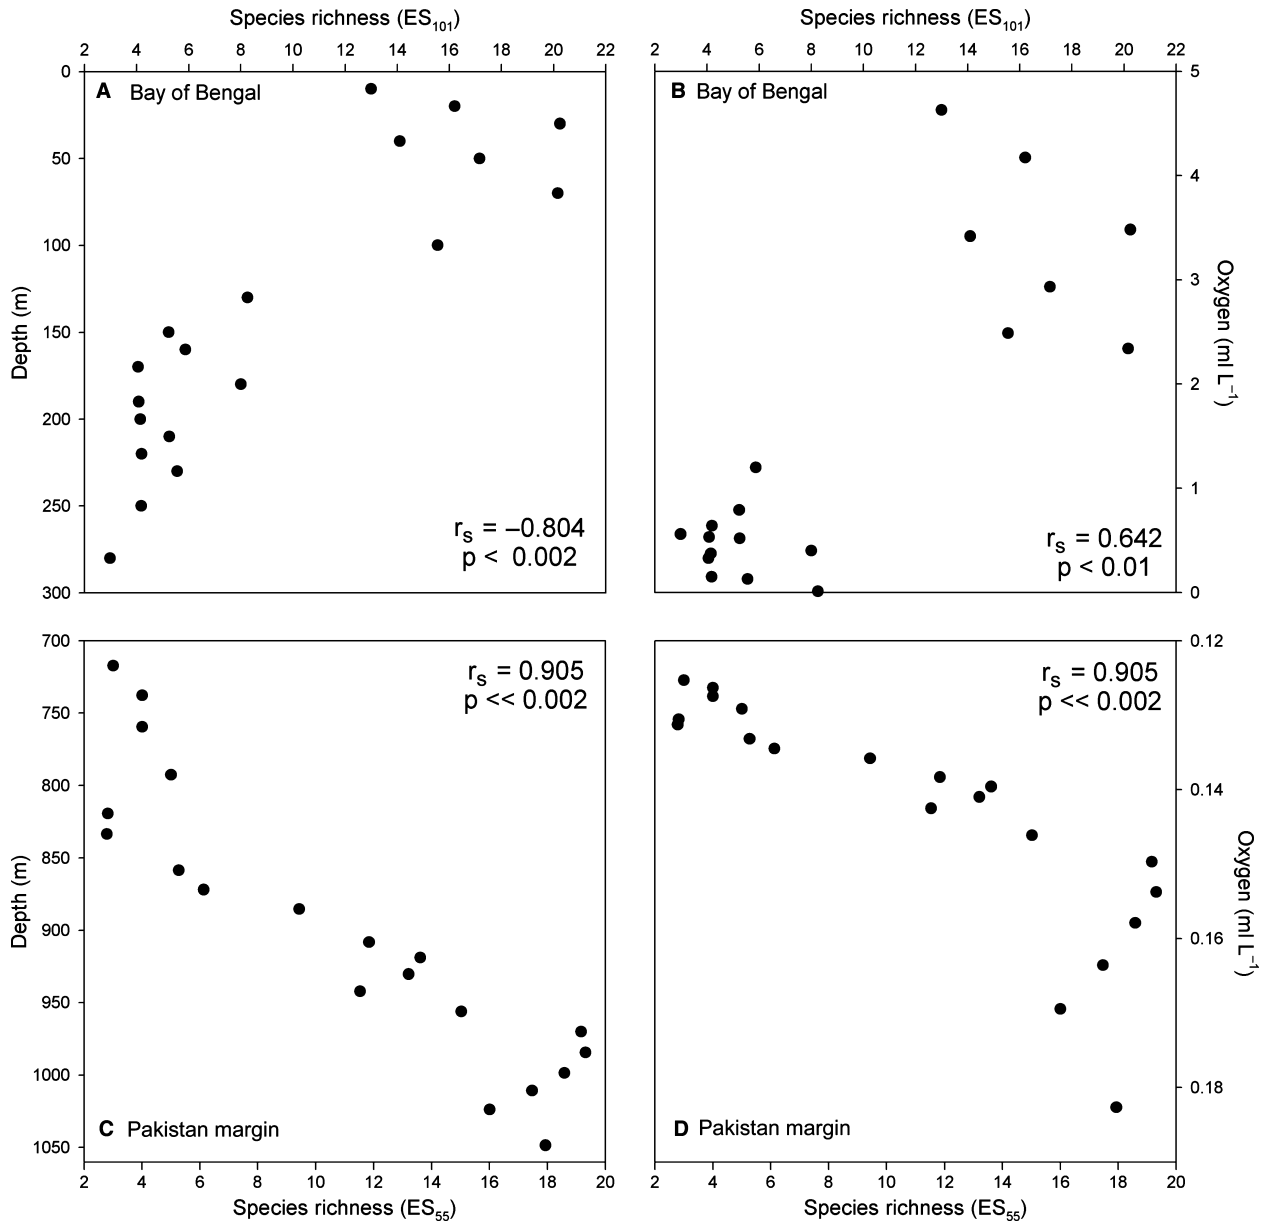 Species richness (ES101)
2 4 6 8 10 12 14 16 18 20 22
A Bay of Bengal
Depth (m)
0
50
100
150
200
250
300
rs = –0.804
p < 0.002
Species richness (ES101)
2 4 6 8 10 12 14 16 18 20 22
B Bay of Bengal
rs = 0.642
p < 0.01
5
4
3
2
1
0
Oxygen (ml L–1)
Depth (m)
700
750
800
850
900
950
1000
1050
rs = 0.905
p << 0.002
C Pakistan margin
2 4 6 8 10 12 14 16 18 20
Species richness (ES55)
rs = 0.905
p << 0.002
D Pakistan margin
0.12
0.14
0.16
0.18
Oxygen (ml L–1)
2 4 6 8 10 12 14 16 18 20
Species richness (ES55)